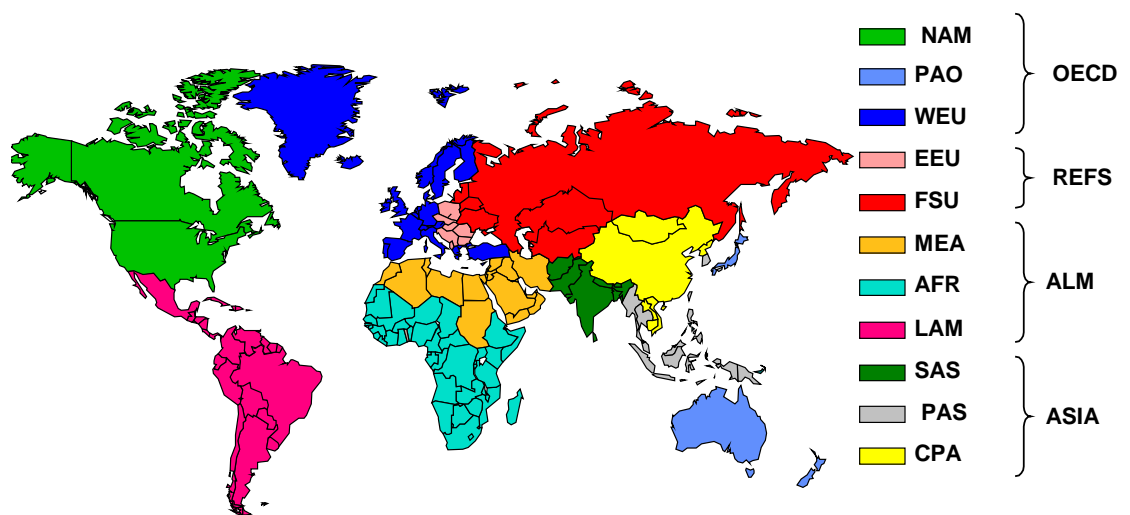 NAM
PAO
WEU
OECD
EEU
FSU
REFS
MEA
AFR
LAM
ALM
SAS
PAS
CPA
ASIA